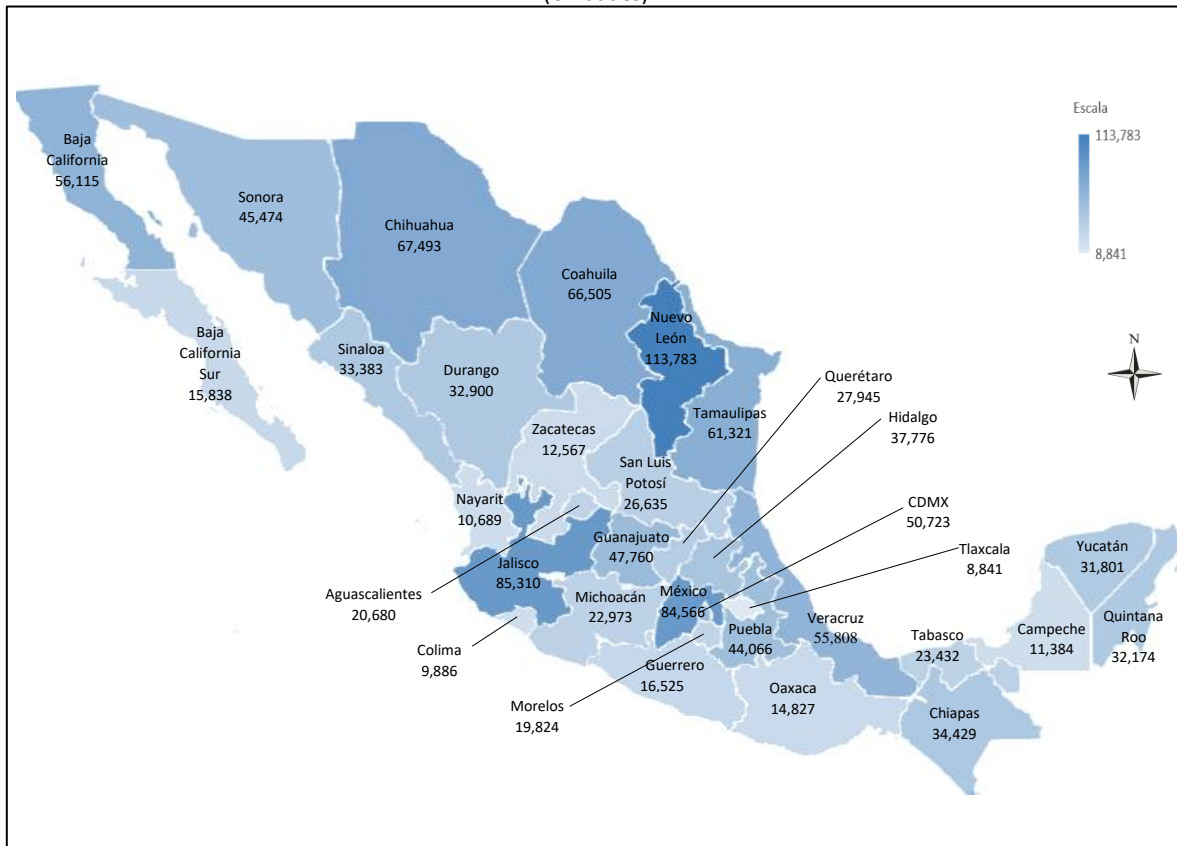 Escala
113,783
8,841
N
Baja
California
56,115
Sonora
45,474
Chihuahua
67,493
Coahuila
66,505
Nuevo
León
113,783
Baja
California
Sur
15,838
Sinaloa
33,383
Durango
32,900
Querétaro
27,945
Hidalgo
37,776
Tamaulipas
61,321
Zacatecas
12,567
San Luis
Potosí
26,635
Nayarit
10,689
CDMX
50,723
Guanajuato
47,760
Tlaxcala
8,841
Yucatán
31,801
Jalisco
85,310
Aguascalientes
20,680
Michoacán
22,973
México
84,566
Puebla
44,066
Veracruz
55,808
Tabasco
23,432
Campeche
11,384
Quintana
Roo
32,174
Colima
9,886
Guerrero
16,525
Morelos
19,824
Oaxaca
14,827
Chiapas
34,429